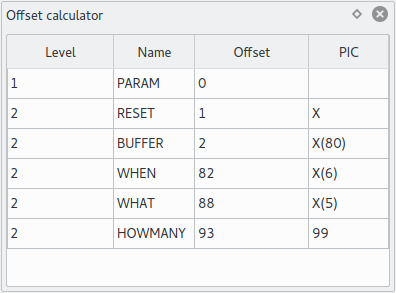 Offset calculator
Level Name Offset PIC
1 PARAM 0
2 RESET 1 X
2 BUFFER 2 X(80)
2 WHEN 82 X(6)
2 WHAT 88 X(5)
2 HOWMANY 93 99